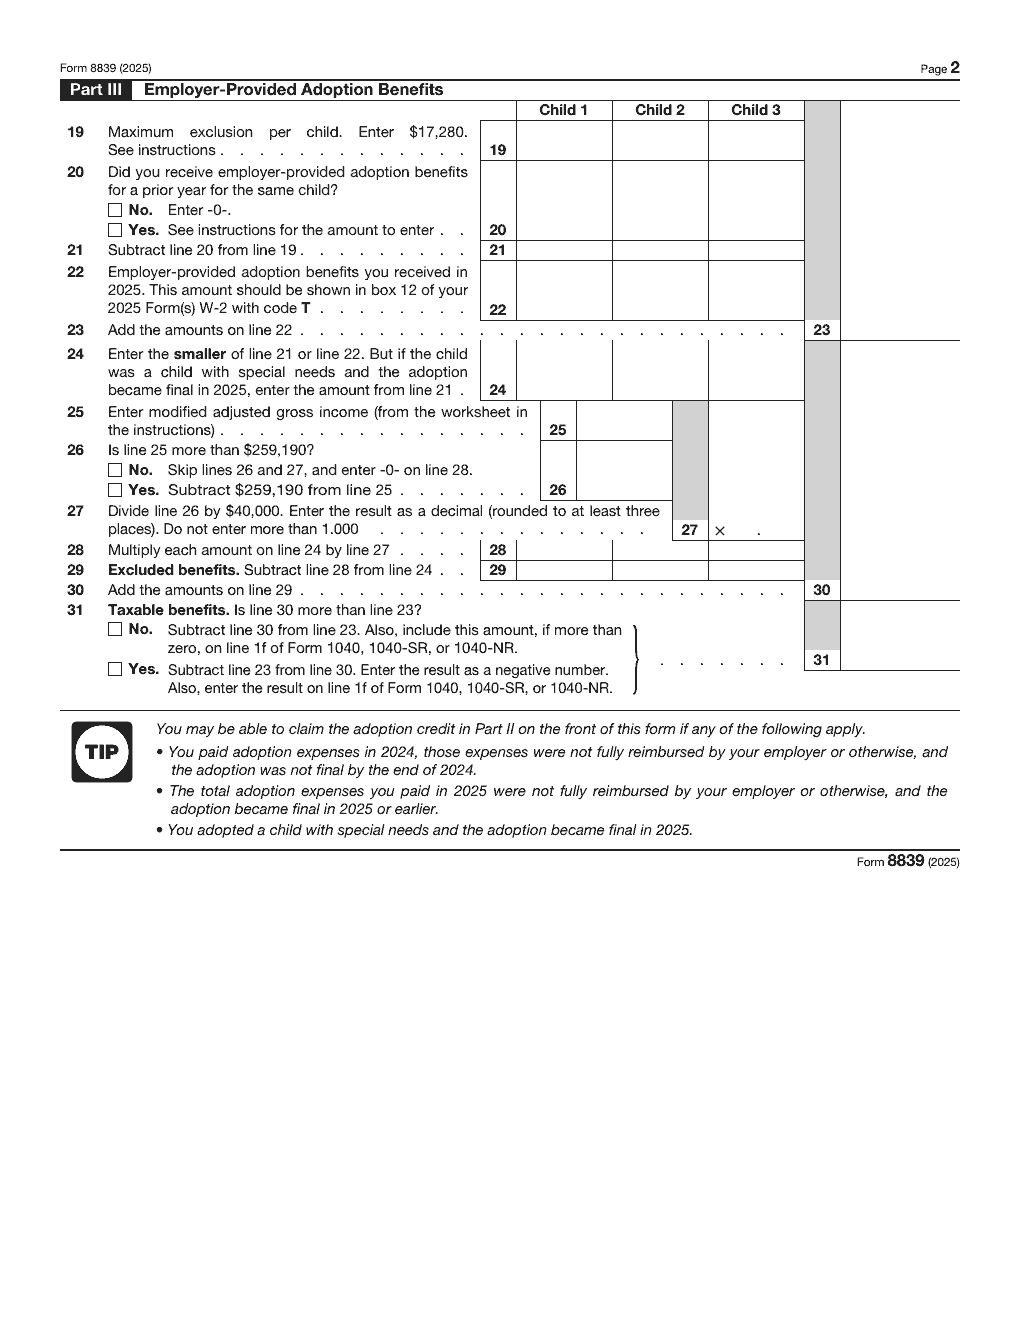 Form 8839 (2025) Page 2
Part III Employer-Provided Adoption Benefits
Child 1 Child 2 Child 3
19 Maximum exclusion per child. Enter $17,280.
See instructions . . . . . . . . . . . . . 19
20 Did you receive employer-provided adoption benefits
for a prior year for the same child?
No. Enter -0-.
Yes. See instructions for the amount to enter . . 20
21 Subtract line 20 from line 19 . . . . . . . . . 21
22 Employer-provided adoption benefits you received in
2025. This amount should be shown in box 12 of your
2025 Form(s) W-2 with code T . . . . . . . . 22
23 Add the amounts on line 22 . . . . . . . . . . . . . . . . . . . . . . . . . 23
24 Enter the smaller of line 21 or line 22. But if the child
was a child with special needs and the adoption
became final in 2025, enter the amount from line 21 . 24
25 Enter modified adjusted gross income (from the worksheet in
the instructions) . . . . . . . . . . . . . . . . 25
26 Is line 25 more than $259,190?
No. Skip lines 26 and 27, and enter -0- on line 28.
Yes. Subtract $259,190 from line 25 . . . . . . . 26
27 Divide line 26 by $40,000. Enter the result as a decimal (rounded to at least three
places). Do not enter more than 1.000 . . . . . . . . . . . . . . 27 × .
28 Multiply each amount on line 24 by line 27 . . . . 28
29 Excluded benefits. Subtract line 28 from line 24 . . 29
30 Add the amounts on line 29 . . . . . . . . . . . . . . . . . . . . . . . . . 30
31 Taxable benefits. Is line 30 more than line 23?
No. Subtract line 30 from line 23. Also, include this amount, if more than
zero, on line 1f of Form 1040, 1040-SR, or 1040-NR.
. . . . . . . 31
Yes. Subtract line 23 from line 30. Enter the result as a negative number.
Also, enter the result on line 1f of Form 1040, 1040-SR, or 1040-NR.
TIP
You may be able to claim the adoption credit in Part II on the front of this form if any of the following apply.
• You paid adoption expenses in 2024, those expenses were not fully reimbursed by your employer or otherwise, and
the adoption was not final by the end of 2024.
• The total adoption expenses you paid in 2025 were not fully reimbursed by your employer or otherwise, and the
adoption became final in 2025 or earlier.
• You adopted a child with special needs and the adoption became final in 2025.
Form 8839 (2025)